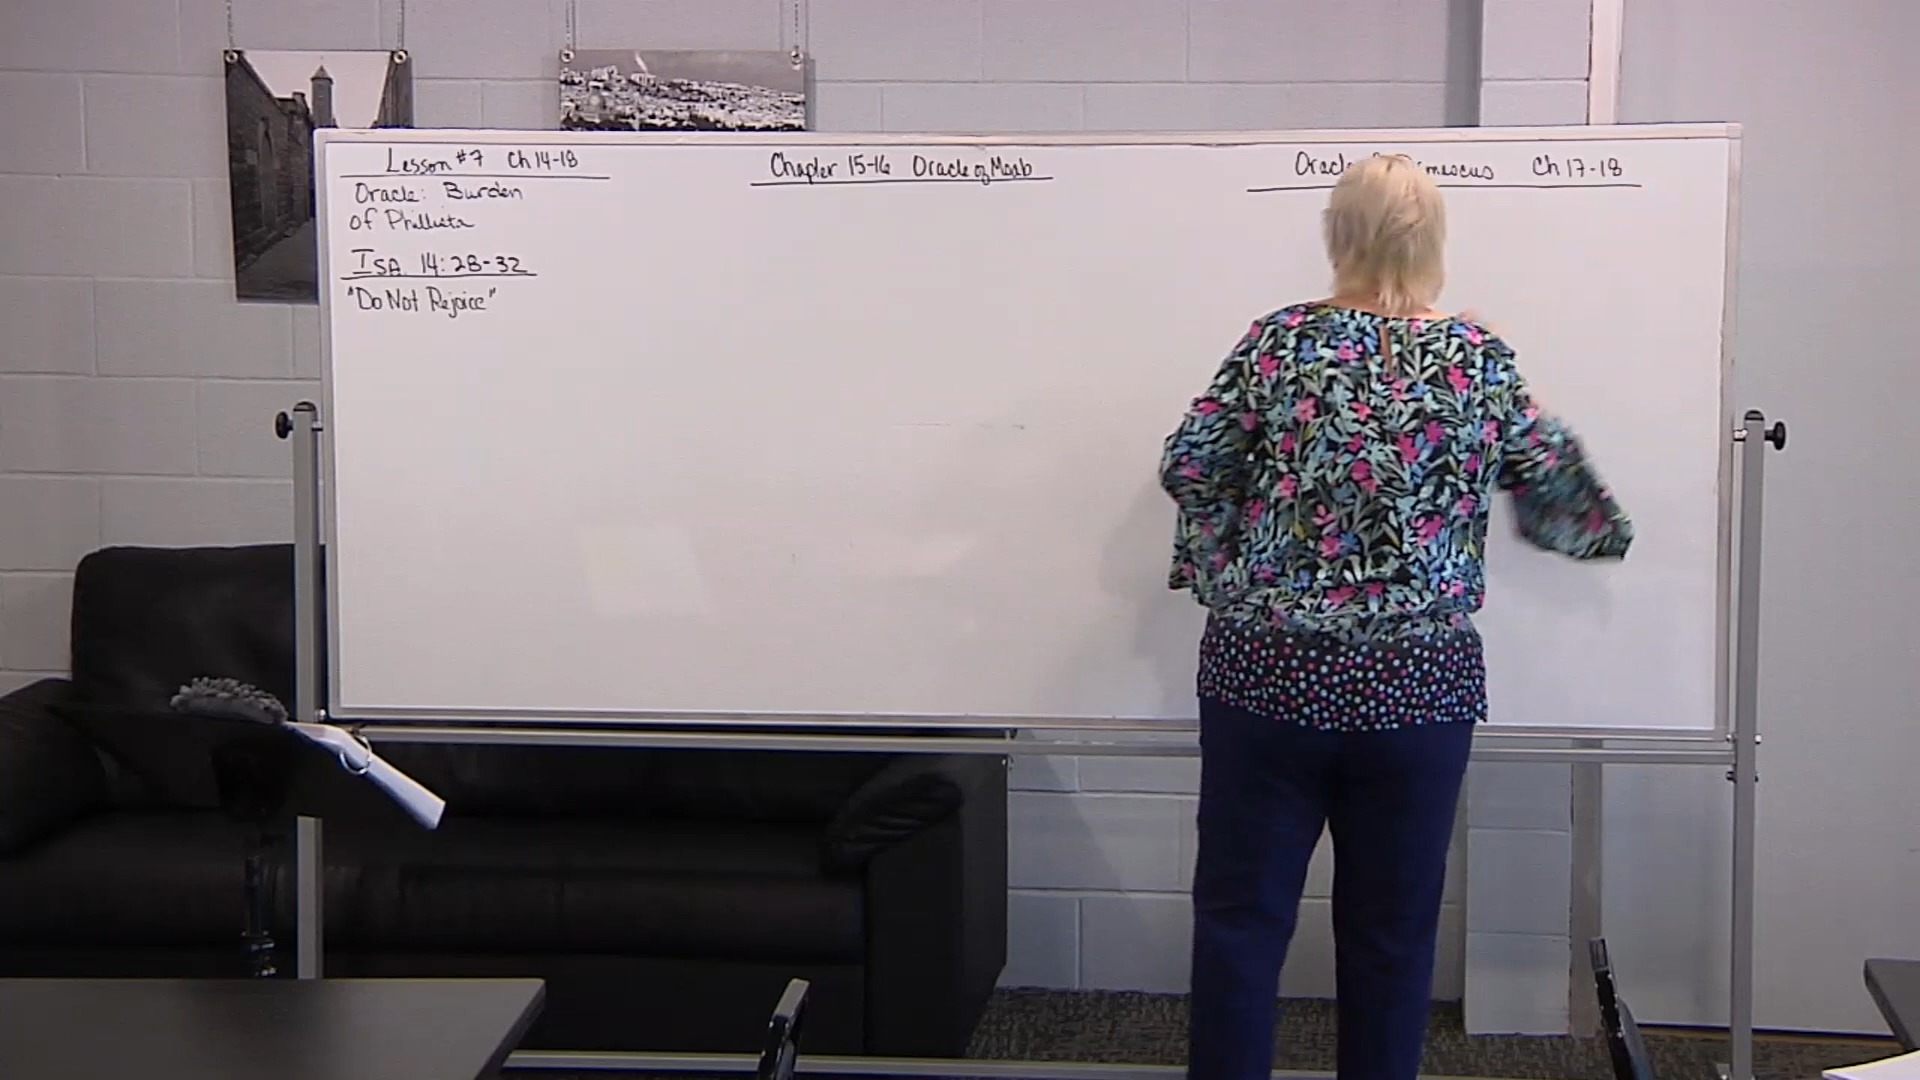 Lesson #7 Ch 14-18
Oracle: Burden
of Phillista
ISA. 14:28-32
"Do Not Rejoice"
Chapter 15-16 Oracle of Moab
Ch 17-18